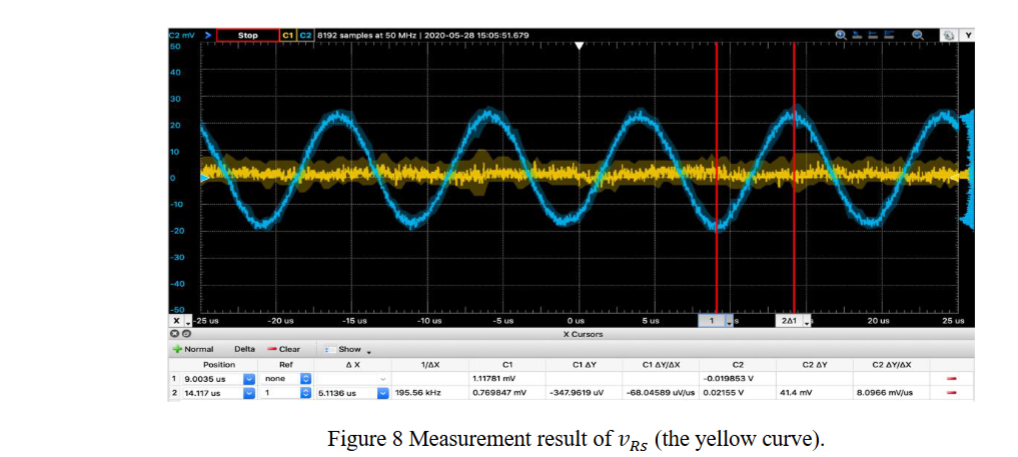 C2 mV Stop C1 C2 8192 samples at 50 MHz | 2020-05-28 15:05:51.679 Y
50
40
30
20
10
0
-10
-20
-30
-40
-50
X -25 us -20 us -15 us -10 us -5 us 0 us 5 us 1 s 2Δ1 s 20 us 25 us
X Cursors
Normal Delta Clear Show
Position Ref Δ X 1/ΔX C1 C1 ΔY C1 ΔY/ΔX C2 C2 ΔY C2 ΔY/ΔX
1 9.0035 us none 1.11781 mV -0.019853 V
2 14.117 us 1 5.1136 us 195.56 kHz 0.769847 mV -347.9619 uV -68.04589 uV/us 0.02155 V 41.4 mV 8.0966 mV/us
Figure 8 Measurement result of v_Rs (the yellow curve).